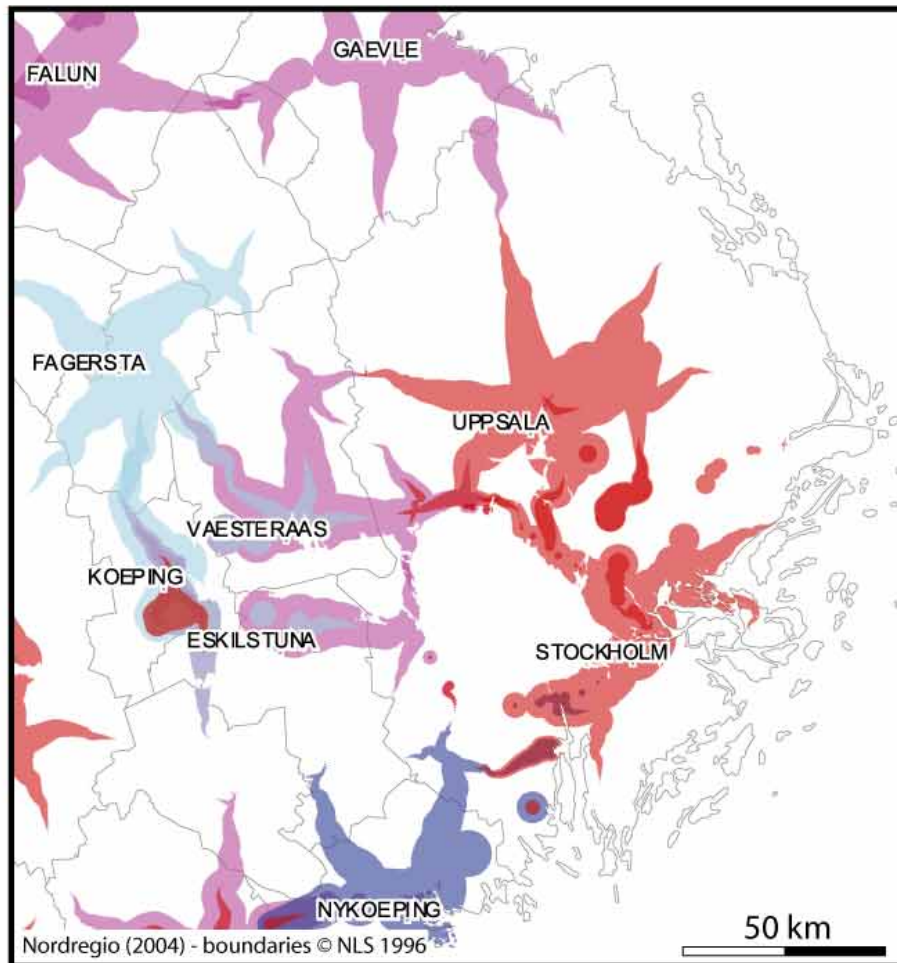 GAEVLE
FALUN
FAGERSTA
UPPSALA
VAESTERAAS
KOEPING
ESKILSTUNA
STOCKHOLM
NYKOEPING
50 km
Nordregio (2004) - boundaries © NLS 1996